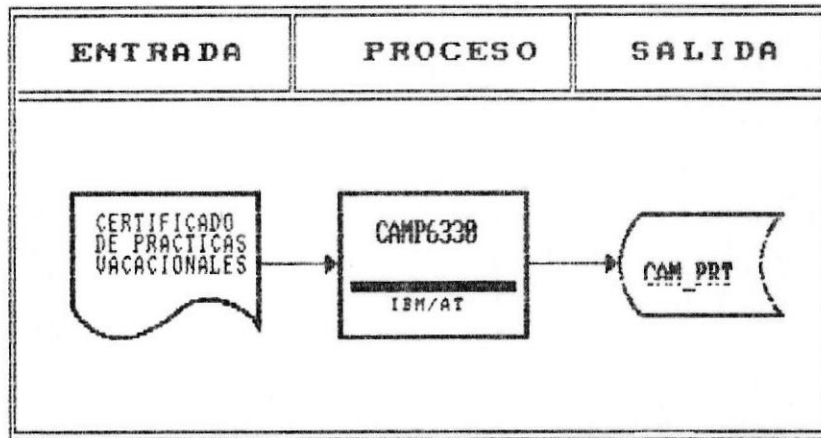 ENTRADA
PROCESO
SALIDA
CERTIFICADO
DE PRACTICAS
VACACIONALES
CAMP6330
IBM/AT
CAM_PRT